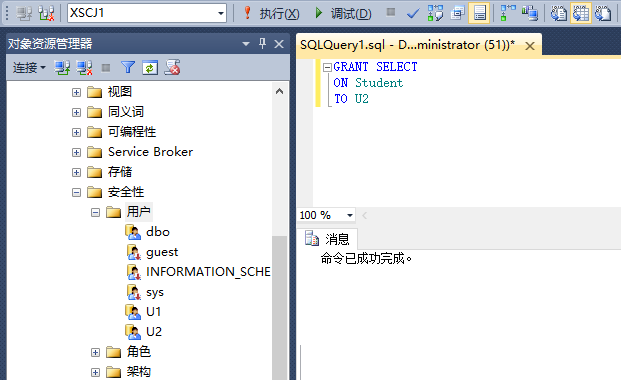 XSCJ1
执行(X)
调试(D)
对象资源管理器
连接
视图
同义词
可编程性
Service Broker
存储
安全性
用户
dbo
guest
INFORMATION_SCHE
sys
U1
U2
角色
架构
SQLQuery1.sql - D...ministrator (51))*
GRANT SELECT
ON Student
TO U2
100 %
消息
命令已成功完成。